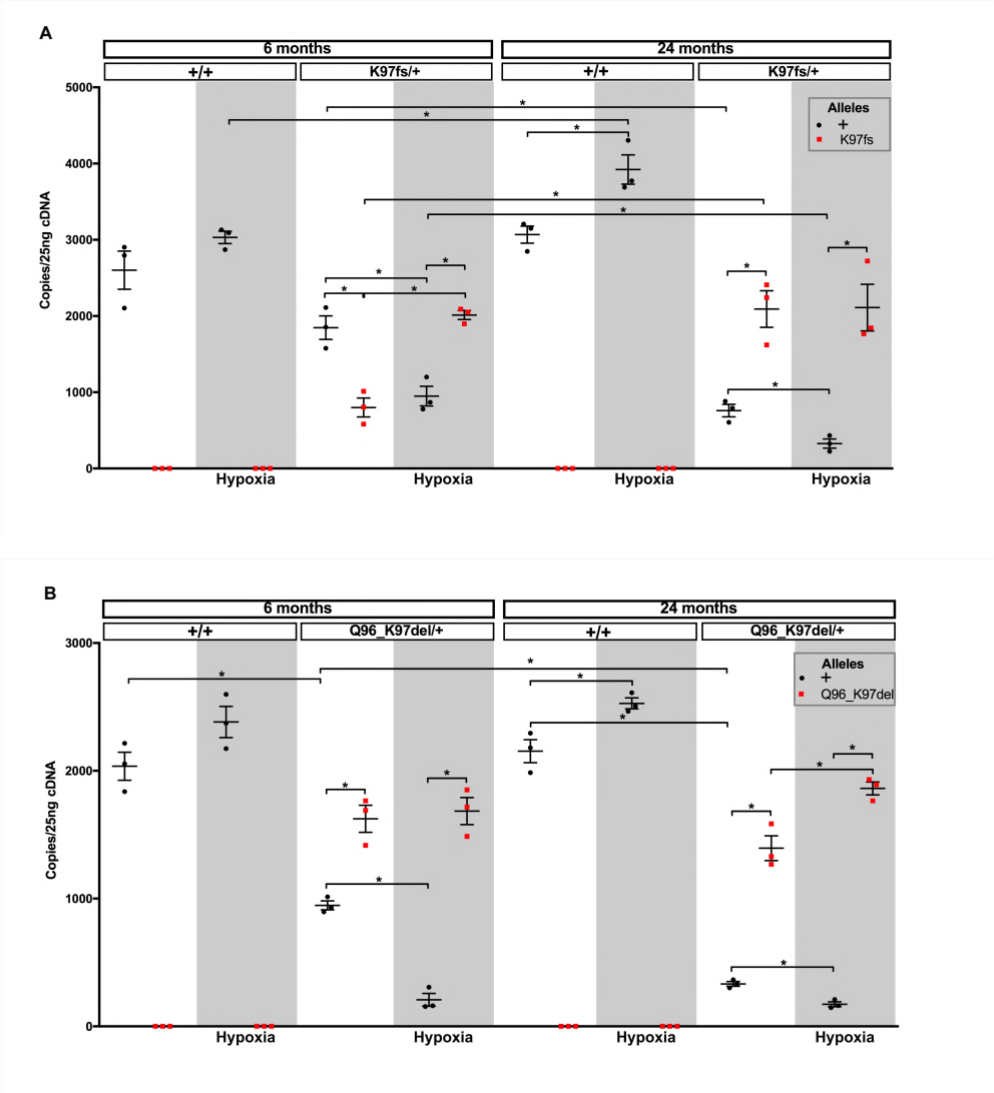 A
6 months 24 months
+/+ K97fs/+ +/+ K97fs/+
5000
Alleles
+
K97fs
4000
3000
2000
1000
0
Copies/25ng cDNA
* * * * * * * * * * * *
Hypoxia Hypoxia Hypoxia Hypoxia
B
6 months 24 months
+/+ Q96_K97del/+ +/+ Q96_K97del/+
3000
Alleles
+
Q96_K97del
2000
1000
0
Copies/25ng cDNA
* * * * * * * * * * *
Hypoxia Hypoxia Hypoxia Hypoxia